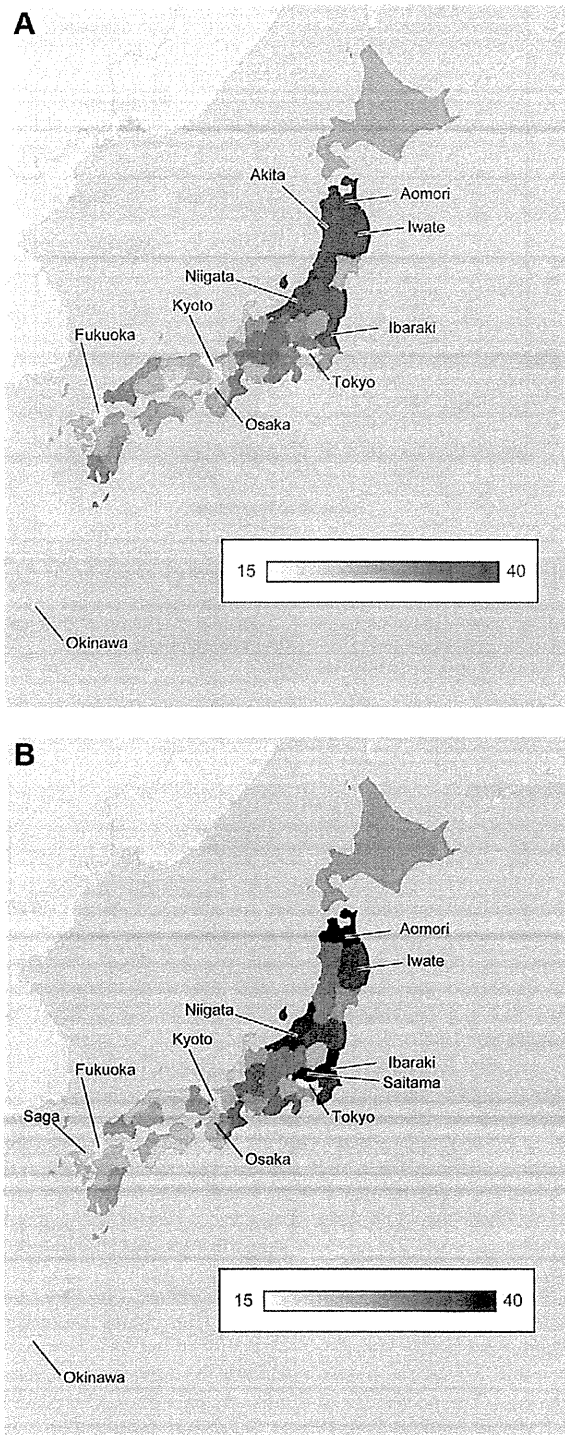 A
Akita
Aomori
Iwate
Niigata
Kyoto
Fukuoka
Ibaraki
Tokyo
Osaka
15 40
Okinawa
B
Aomori
Iwate
Niigata
Kyoto
Ibaraki
Fukuoka
Saitama
Saga
Tokyo
Osaka
15 40
Okinawa